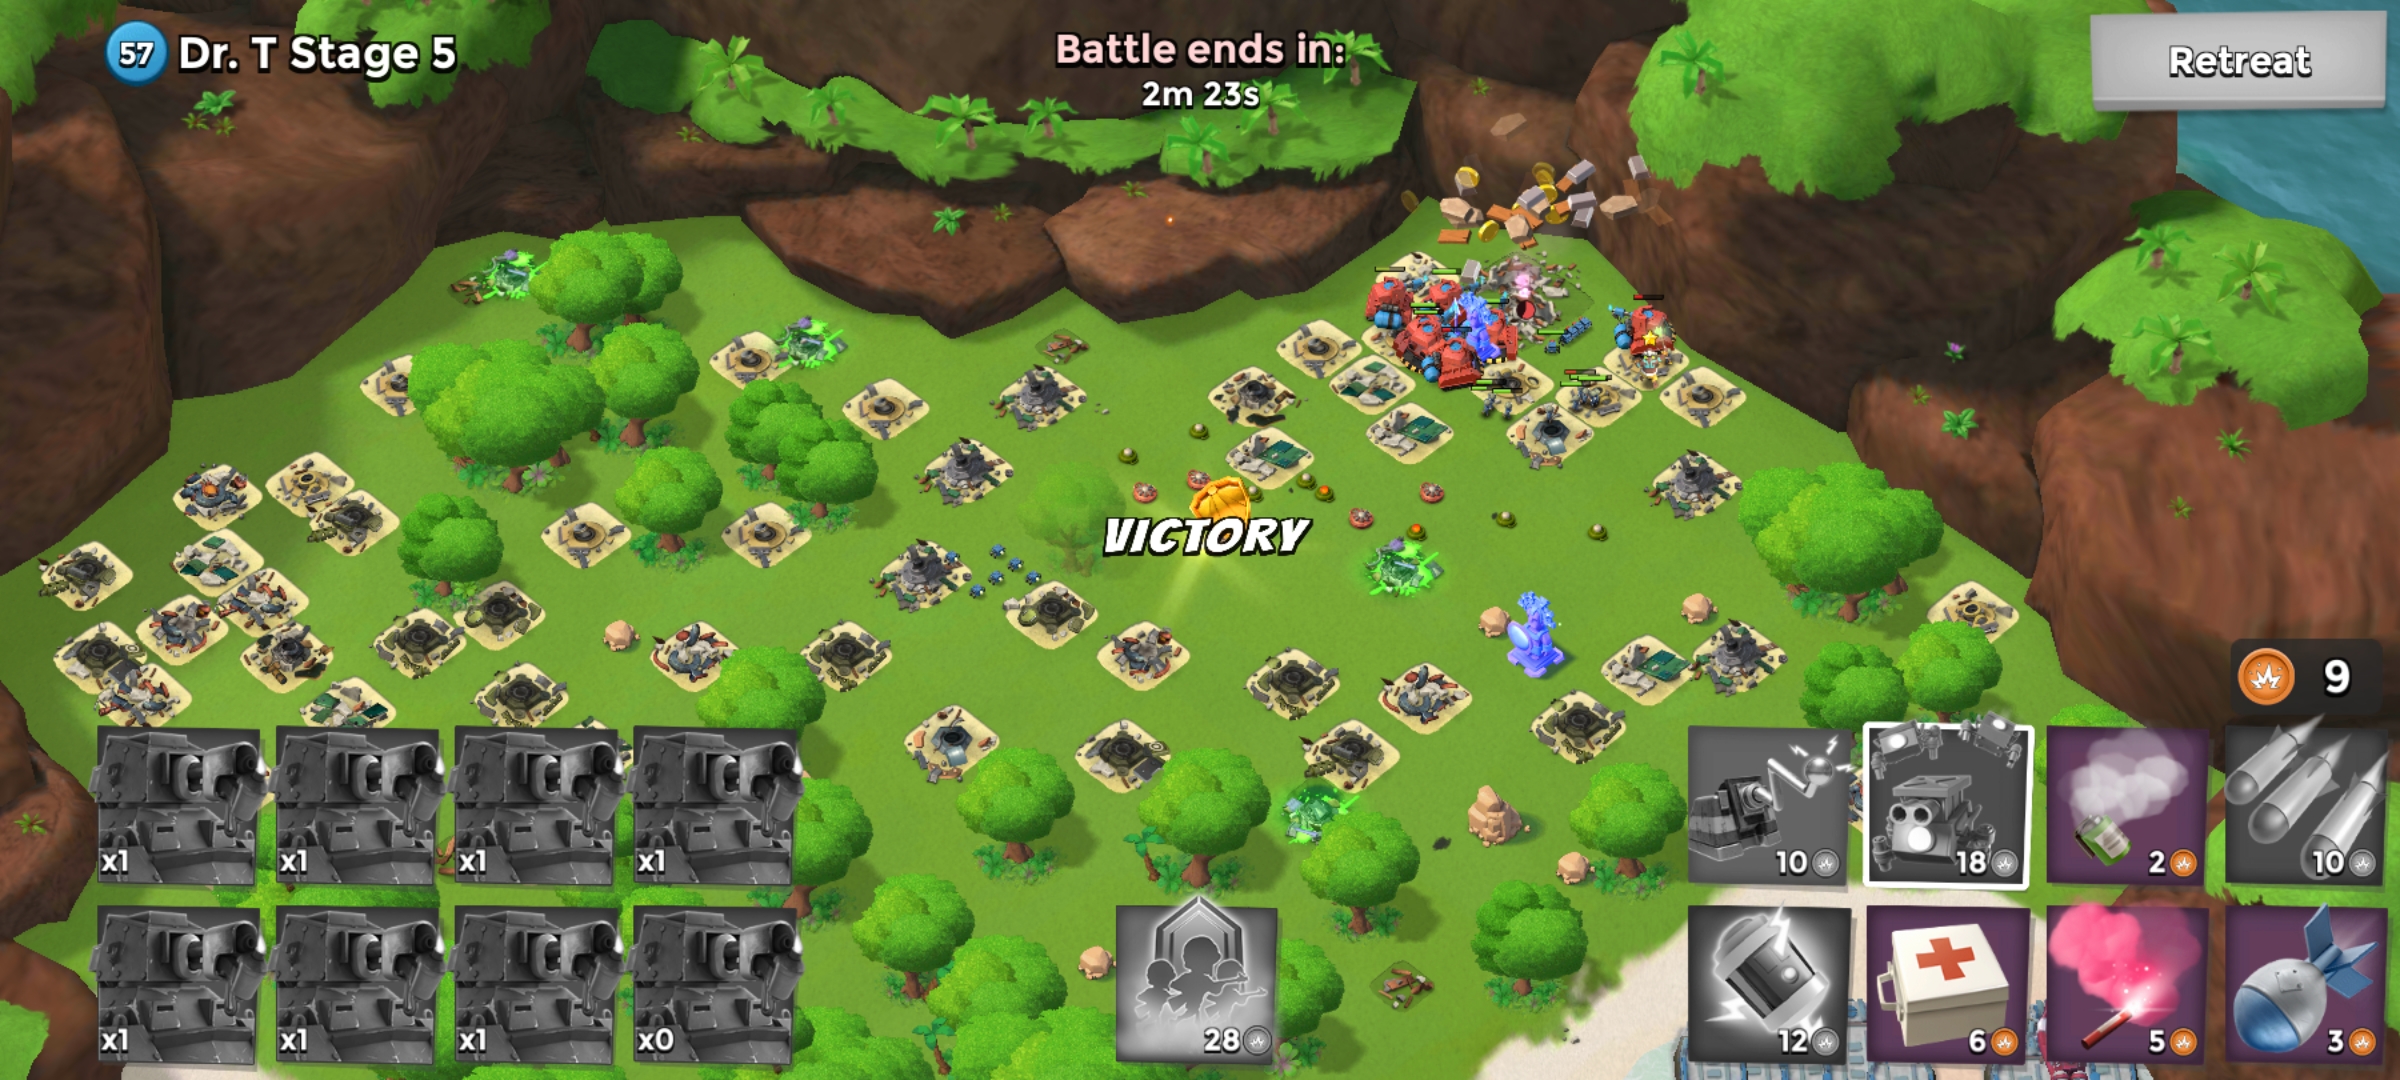 57 Dr. T Stage 5
Battle ends in:
2m 23s
Retreat
VICTORY
9
x1 x1 x1 x1
10 18 2 10
x1 x1 x1 x0
28
12 6 5 3